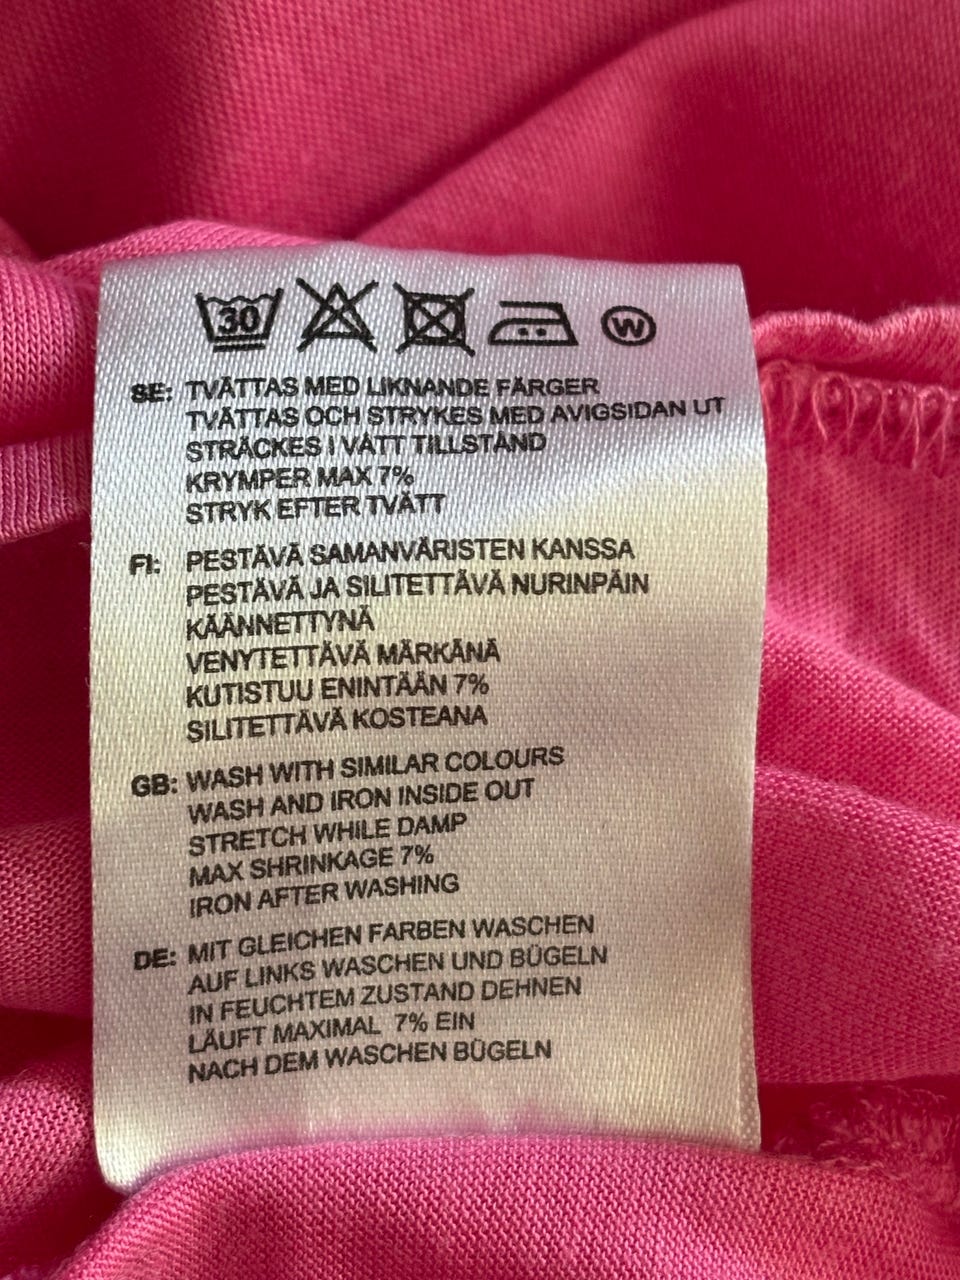 30 W
SE: TVÄTTAS MED LIKNANDE FÄRGER
TVÄTTAS OCH STRYKES MED AVIGSIDAN UT
STRÄCKES I VÅTT TILLSTÅND
KRYMPER MAX 7%
STRYK EFTER TVÄTT
FI: PESTÄVÄ SAMANVÄRISTEN KANSSA
PESTÄVÄ JA SILITETTÄVÄ NURINPÄIN
KÄÄNNETTYNÄ
VENYTETTÄVÄ MÄRKÄNÄ
KUTISTUU ENINTÄÄN 7%
SILITETTÄVÄ KOSTEANA
GB: WASH WITH SIMILAR COLOURS
WASH AND IRON INSIDE OUT
STRETCH WHILE DAMP
MAX SHRINKAGE 7%
IRON AFTER WASHING
DE: MIT GLEICHEN FARBEN WASCHEN
AUF LINKS WASCHEN UND BÜGELN
IN FEUCHTEM ZUSTAND DEHNEN
LÄUFT MAXIMAL 7% EIN
NACH DEM WASCHEN BÜGELN